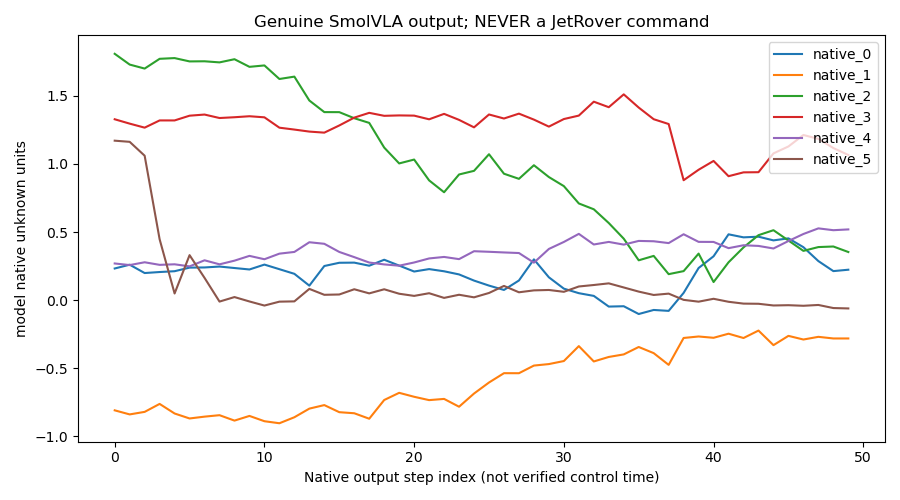 Genuine SmolVLA output; NEVER a JetRover command
native_0
native_1
native_2
native_3
native_4
native_5
model native unknown units
1.5
1.0
0.5
0.0
−0.5
−1.0
0
10
20
30
40
50
Native output step index (not verified control time)